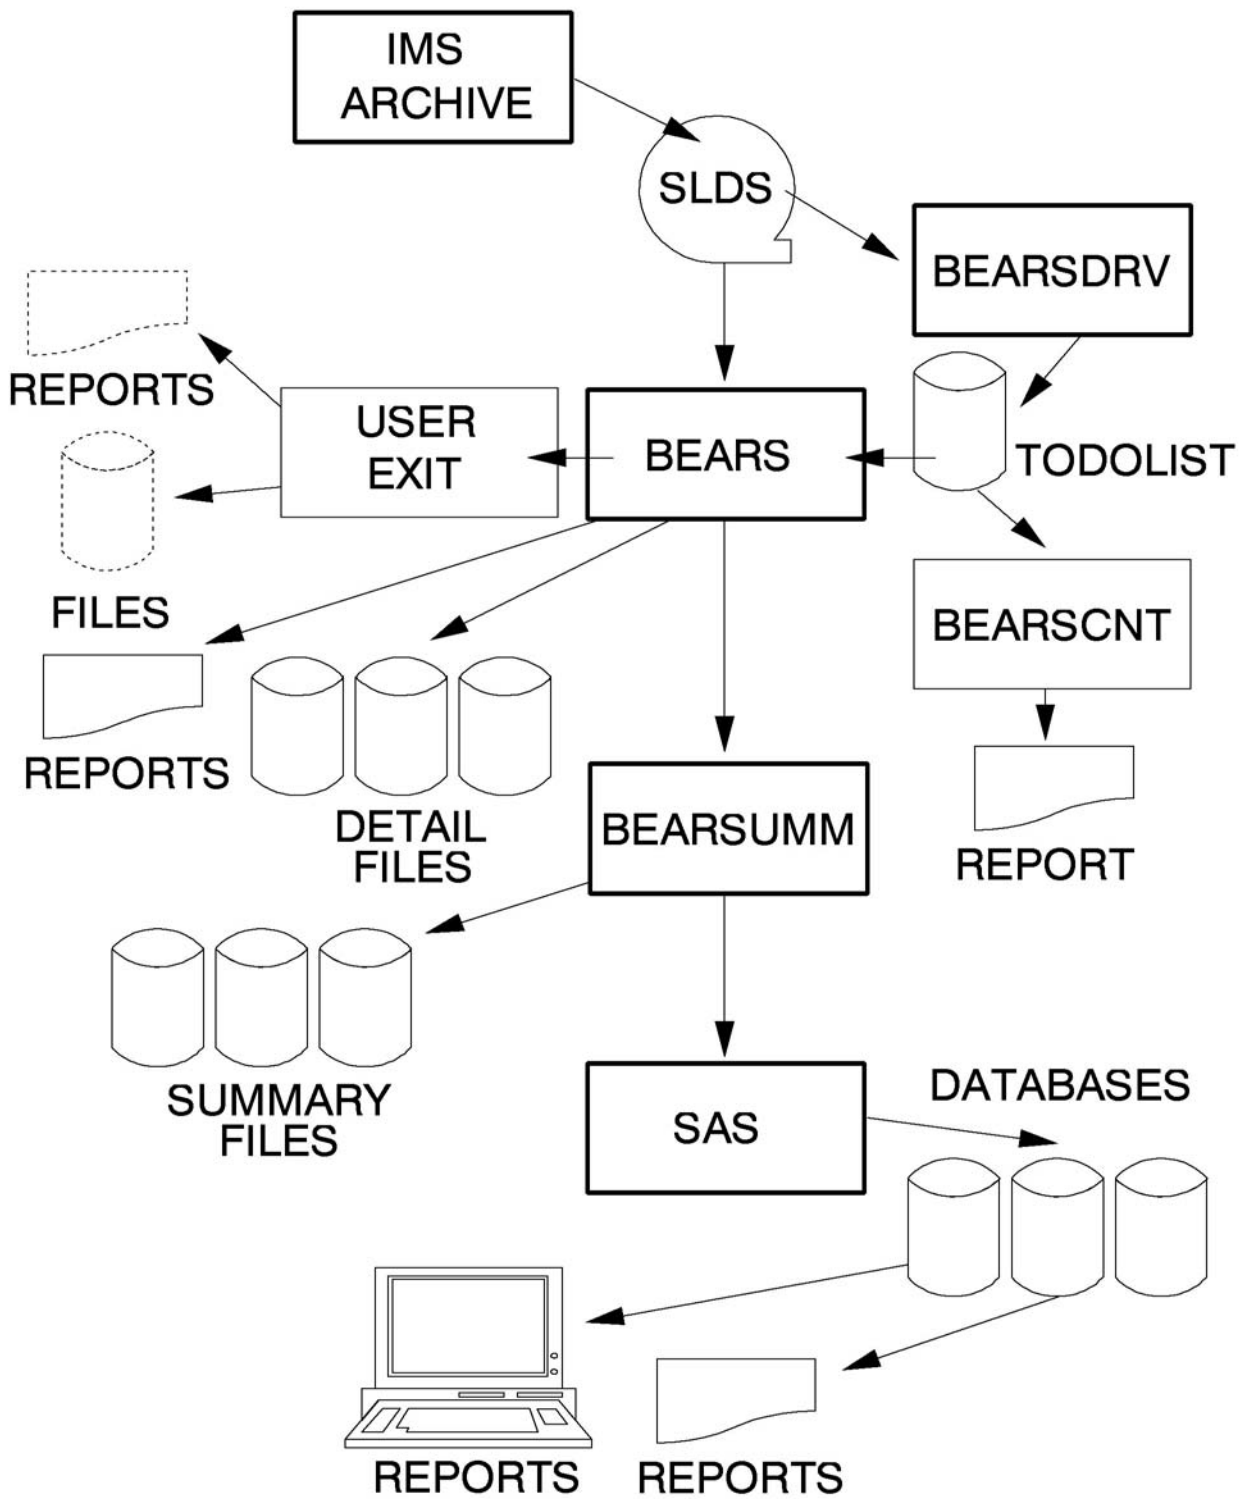 IMS
ARCHIVE
SLDS
BEARSDRV
REPORTS
USER
EXIT
BEARS
TODOLIST
FILES
BEARSCNT
REPORTS
DETAIL
FILES
BEARSUMM
REPORT
SUMMARY
FILES
SAS
DATABASES
REPORTS
REPORTS